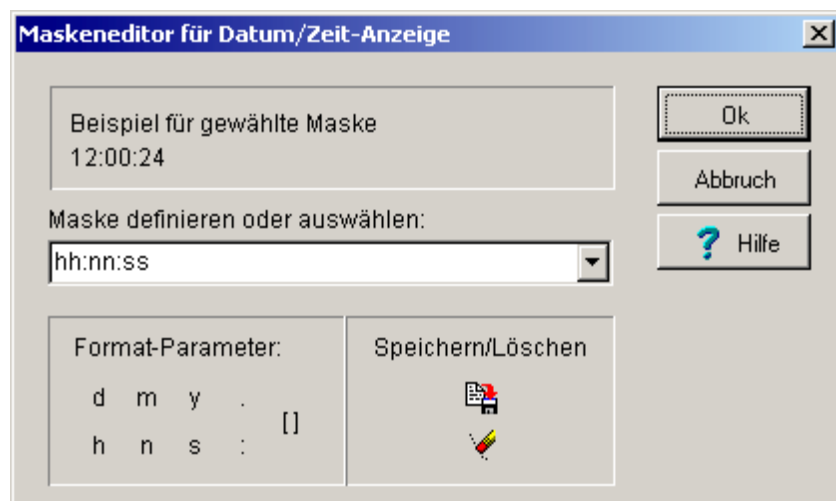 Maskeneditor für Datum/Zeit-Anzeige
Beispiel für gewählte Maske
12:00:24
Ok
Abbruch
? Hilfe
Maske definieren oder auswählen:
hh:nn:ss
Format-Parameter:
d m y .
h n s :
[]
Speichern/Löschen